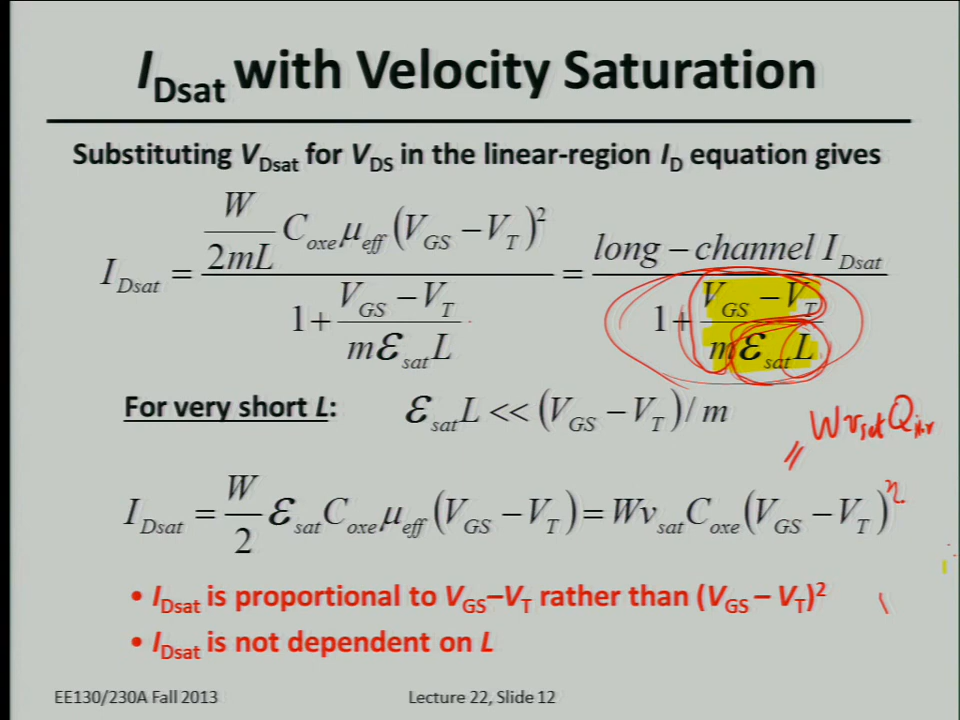 I_Dsat with Velocity Saturation
Substituting V_Dsat for V_DS in the linear-region I_D equation gives
I_Dsat = (W/2mL C_oxe μ_eff (V_GS − V_T)^2) / (1 + (V_GS − V_T)/(mℰ_sat L)) = (long − channel I_Dsat) / (1 + (V_GS − V_T)/(mℰ_sat L))
For very short L: ℰ_sat L << (V_GS − V_T)/m
= W v_sat Q_inv
I_Dsat = W/2 ℰ_sat C_oxe μ_eff (V_GS − V_T) = W v_sat C_oxe (V_GS − V_T)
• I_Dsat is proportional to V_GS–V_T rather than (V_GS – V_T)^2
• I_Dsat is not dependent on L
EE130/230A Fall 2013
Lecture 22, Slide 12